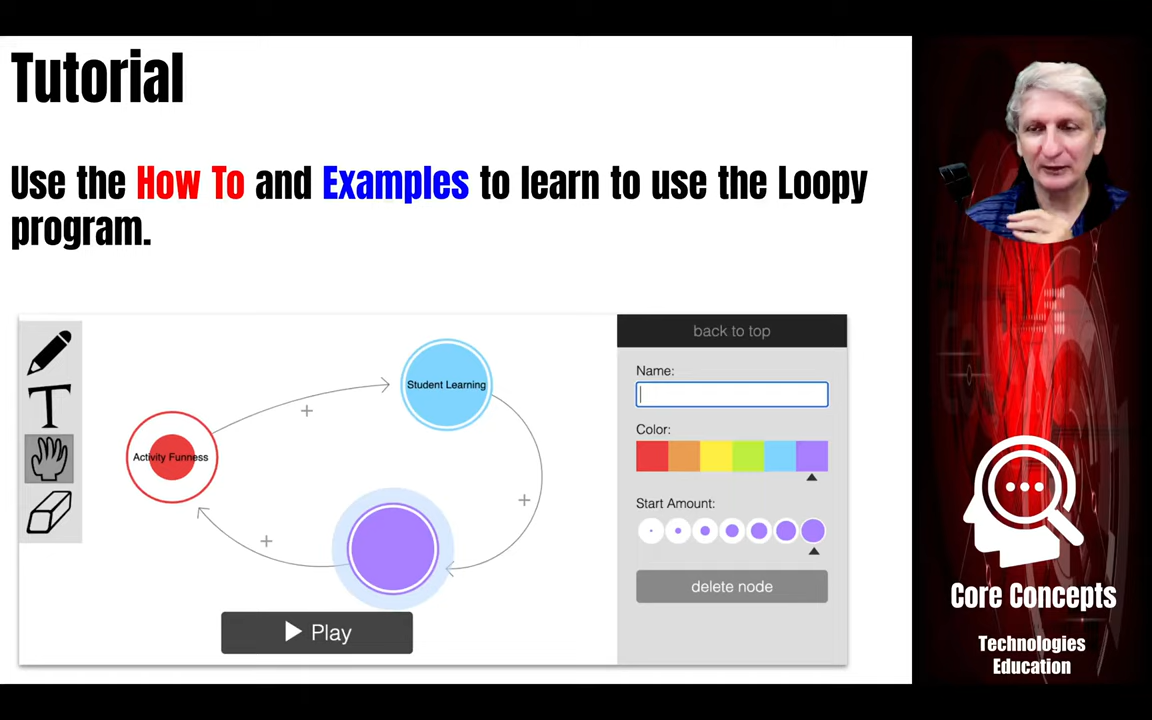 Tutorial
Use the How To and Examples to learn to use the Loopy
program.
back to top
Name:
Student Learning
Color:
Activity Funness
Start Amount:
delete node
Play
Core Concepts
Technologies
Education